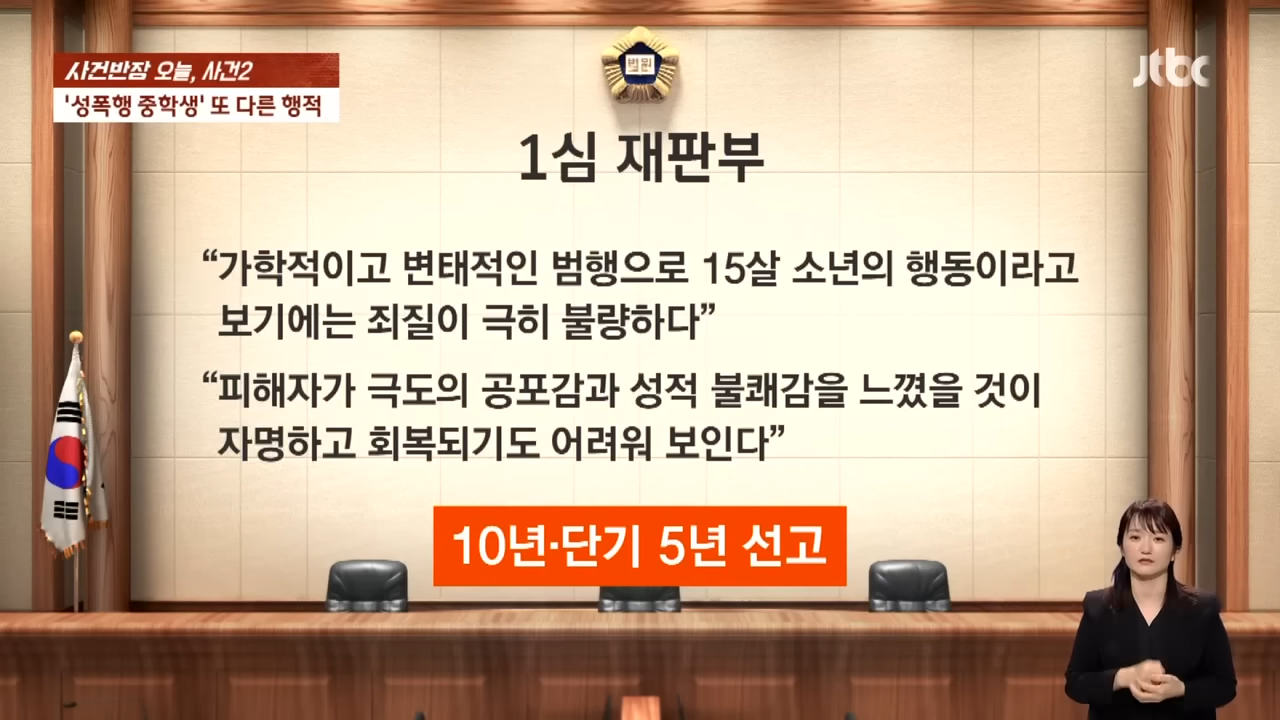 사건반장 오늘, 사건2
'성폭행 중학생' 또 다른 행적
jtbc
법원
1심 재판부
“가학적이고 변태적인 범행으로 15살 소년의 행동이라고
보기에는 죄질이 극히 불량하다”
“피해자가 극도의 공포감과 성적 불쾌감을 느꼈을 것이
자명하고 회복되기도 어려워 보인다”
10년·단기 5년 선고